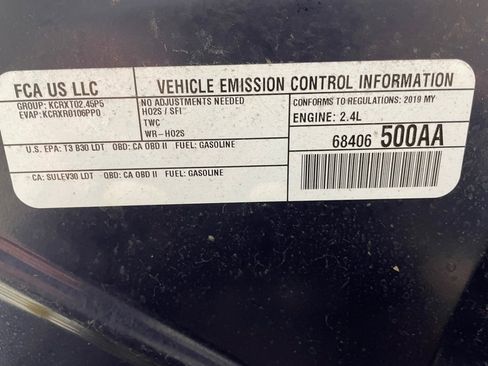 FCA US LLC
VEHICLE EMISSION CONTROL INFORMATION
GROUP: KCRXT02.45P5
EVAP: KCRXR0106PP0
NO ADJUSTMENTS NEEDED
HO2S / SFI
TWC
WR-HO2S
CONFORMS TO REGULATIONS: 2019 MY
ENGINE: 2.4L
U.S. EPA: T3 B30 LDT OBD: CA OBD II FUEL: GASOLINE
68406 500AA
CA: SULEV30 LDT OBD: CA OBD II FUEL: GASOLINE